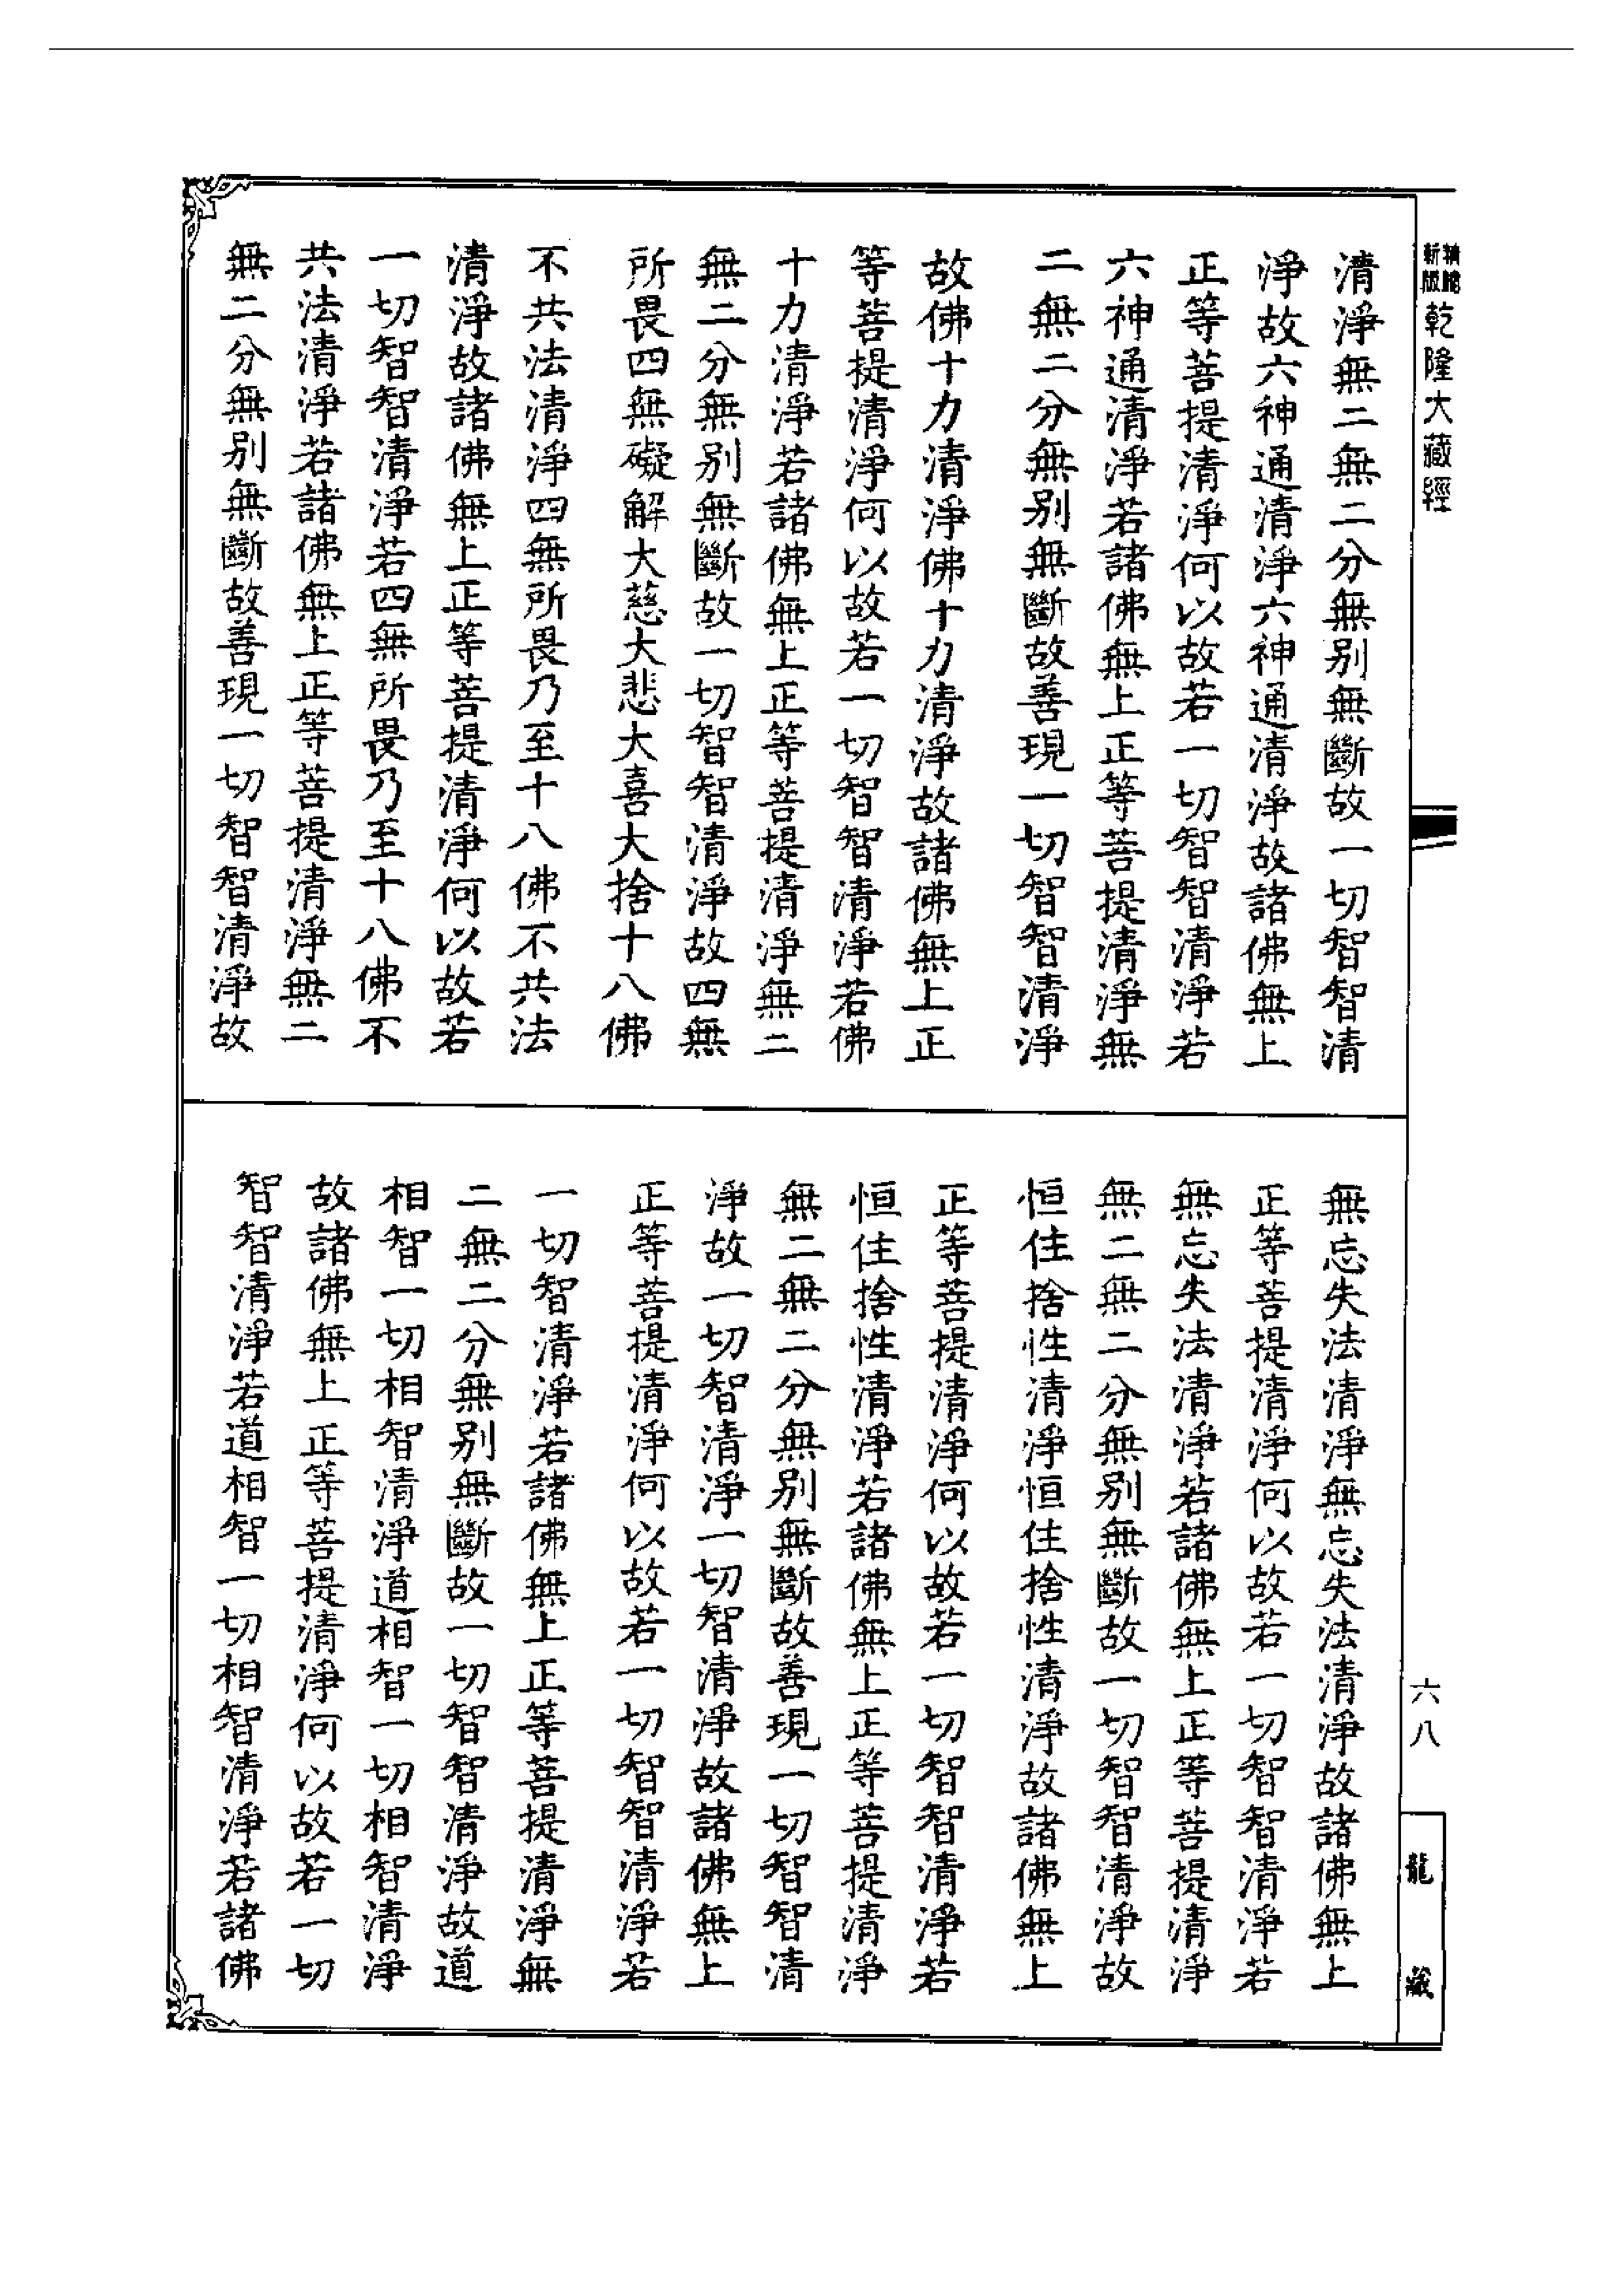 新版
精縮
乾隆大藏經
清淨無二無二分無別無斷故一切智智清
淨故六神通清淨六神通清淨故諸佛無上
正等菩提清淨何以故若一切智智清淨若
六神通清淨若諸佛無上正等菩提清淨無
二無二分無別無斷故善現一切智智清淨
故佛十力清淨佛十力清淨故諸佛無上正
等菩提清淨何以故若一切智智清淨若佛
十力清淨若諸佛無上正等菩提清淨無二
無二分無別無斷故一切智智清淨故四無
所畏四無礙解大慈大悲大喜大捨十八佛
不共法清淨四無所畏乃至十八佛不共法
清淨故諸佛無上正等菩提清淨何以故若
一切智智清淨若四無所畏乃至十八佛不
共法清淨若諸佛無上正等菩提清淨無二
無二分無別無斷故善現一切智智清淨故
無忘失法清淨無忘失法清淨故諸佛無上
正等菩提清淨何以故若一切智智清淨若
無忘失法清淨若諸佛無上正等菩提清淨
無二無二分無別無斷故一切智智清淨故
恒住捨性清淨恒住捨性清淨故諸佛無上
正等菩提清淨何以故若一切智智清淨若
恒住捨性清淨若諸佛無上正等菩提清淨
無二無二分無別無斷故善現一切智智清
淨故一切智清淨一切智清淨故諸佛無上
正等菩提清淨何以故若一切智智清淨若
一切智清淨若諸佛無上正等菩提清淨無
二無二分無別無斷故一切智智清淨故道
相智一切相智清淨道相智一切相智清淨
故諸佛無上正等菩提清淨何以故若一切
智智清淨若道相智一切相智清淨若諸佛
六八
龍藏